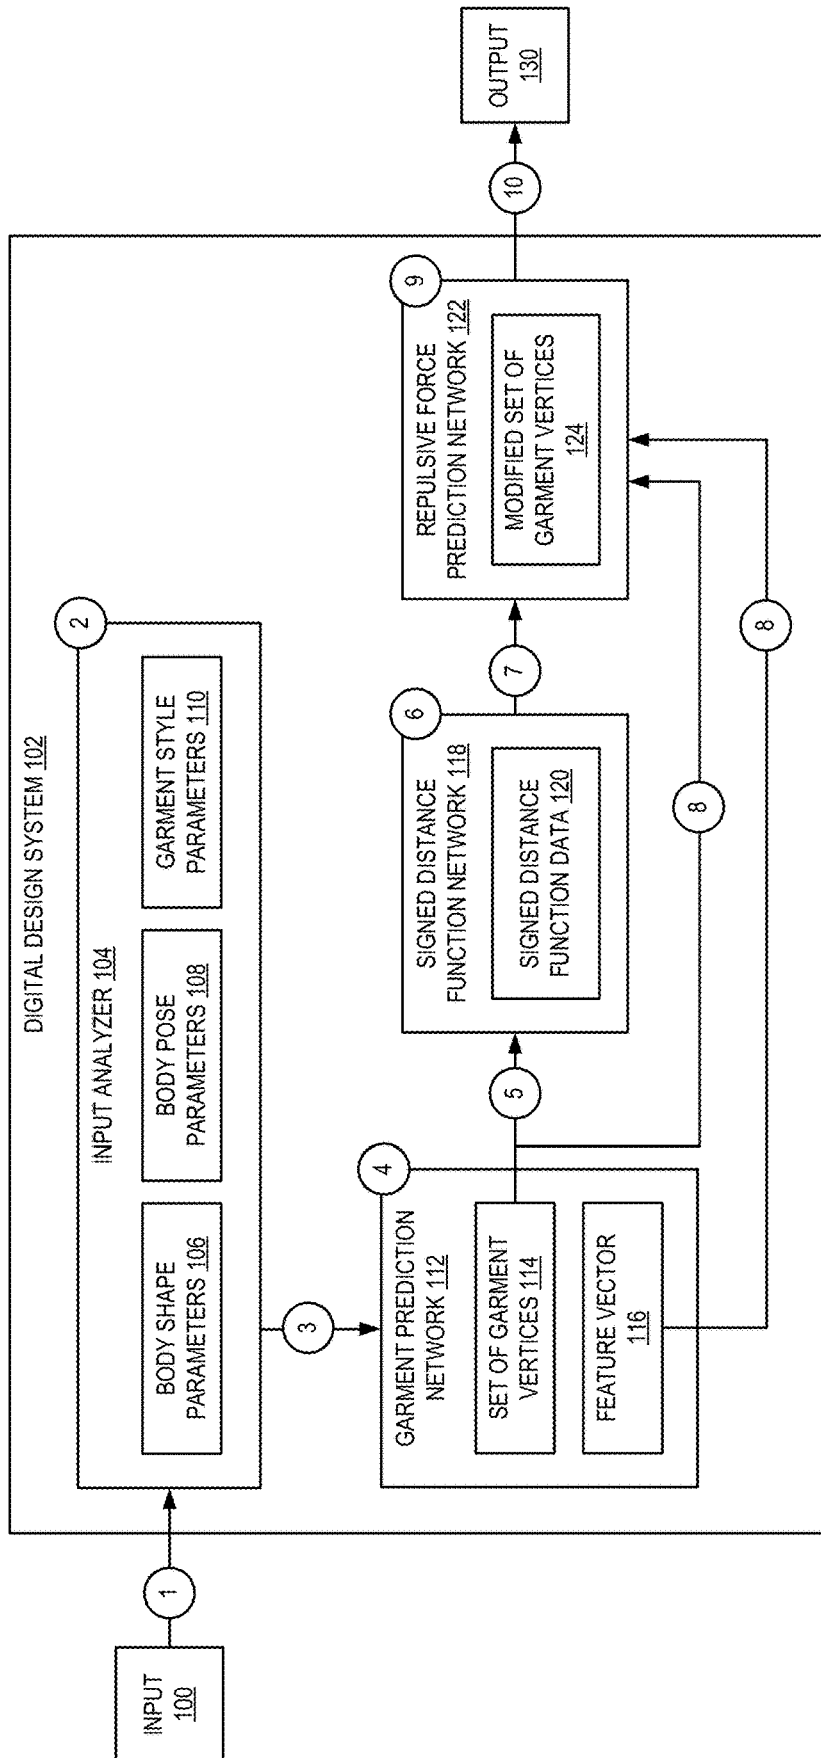 INPUT
100
1
DIGITAL DESIGN SYSTEM 102
INPUT ANALYZER 104
2
BODY SHAPE
PARAMETERS 106
BODY POSE
PARAMETERS 108
GARMENT STYLE
PARAMETERS 110
3
GARMENT PREDICTION
NETWORK 112
4
SET OF GARMENT
VERTICES 114
FEATURE VECTOR
116
5
SIGNED DISTANCE
FUNCTION NETWORK 118
6
SIGNED DISTANCE
FUNCTION DATA 120
7
8
8
REPULSIVE FORCE
PREDICTION NETWORK 122
9
MODIFIED SET OF
GARMENT VERTICES
124
10
OUTPUT
130